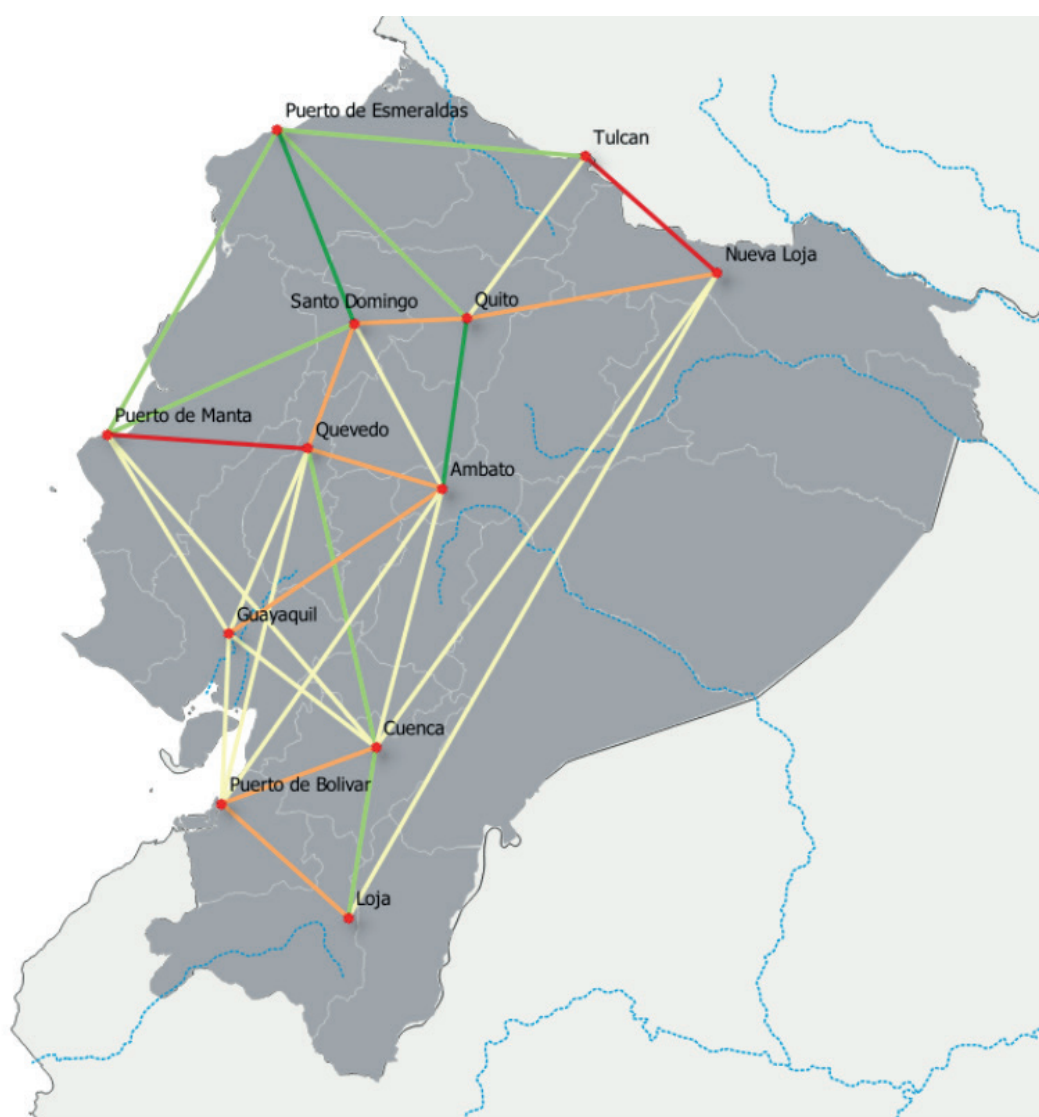 Puerto de Esmeraldas
Tulcan
Nueva Loja
Santo Domingo
Quito
Puerto de Manta
Quevedo
Ambato
Guayaquil
Cuenca
Puerto de Bolivar
Loja